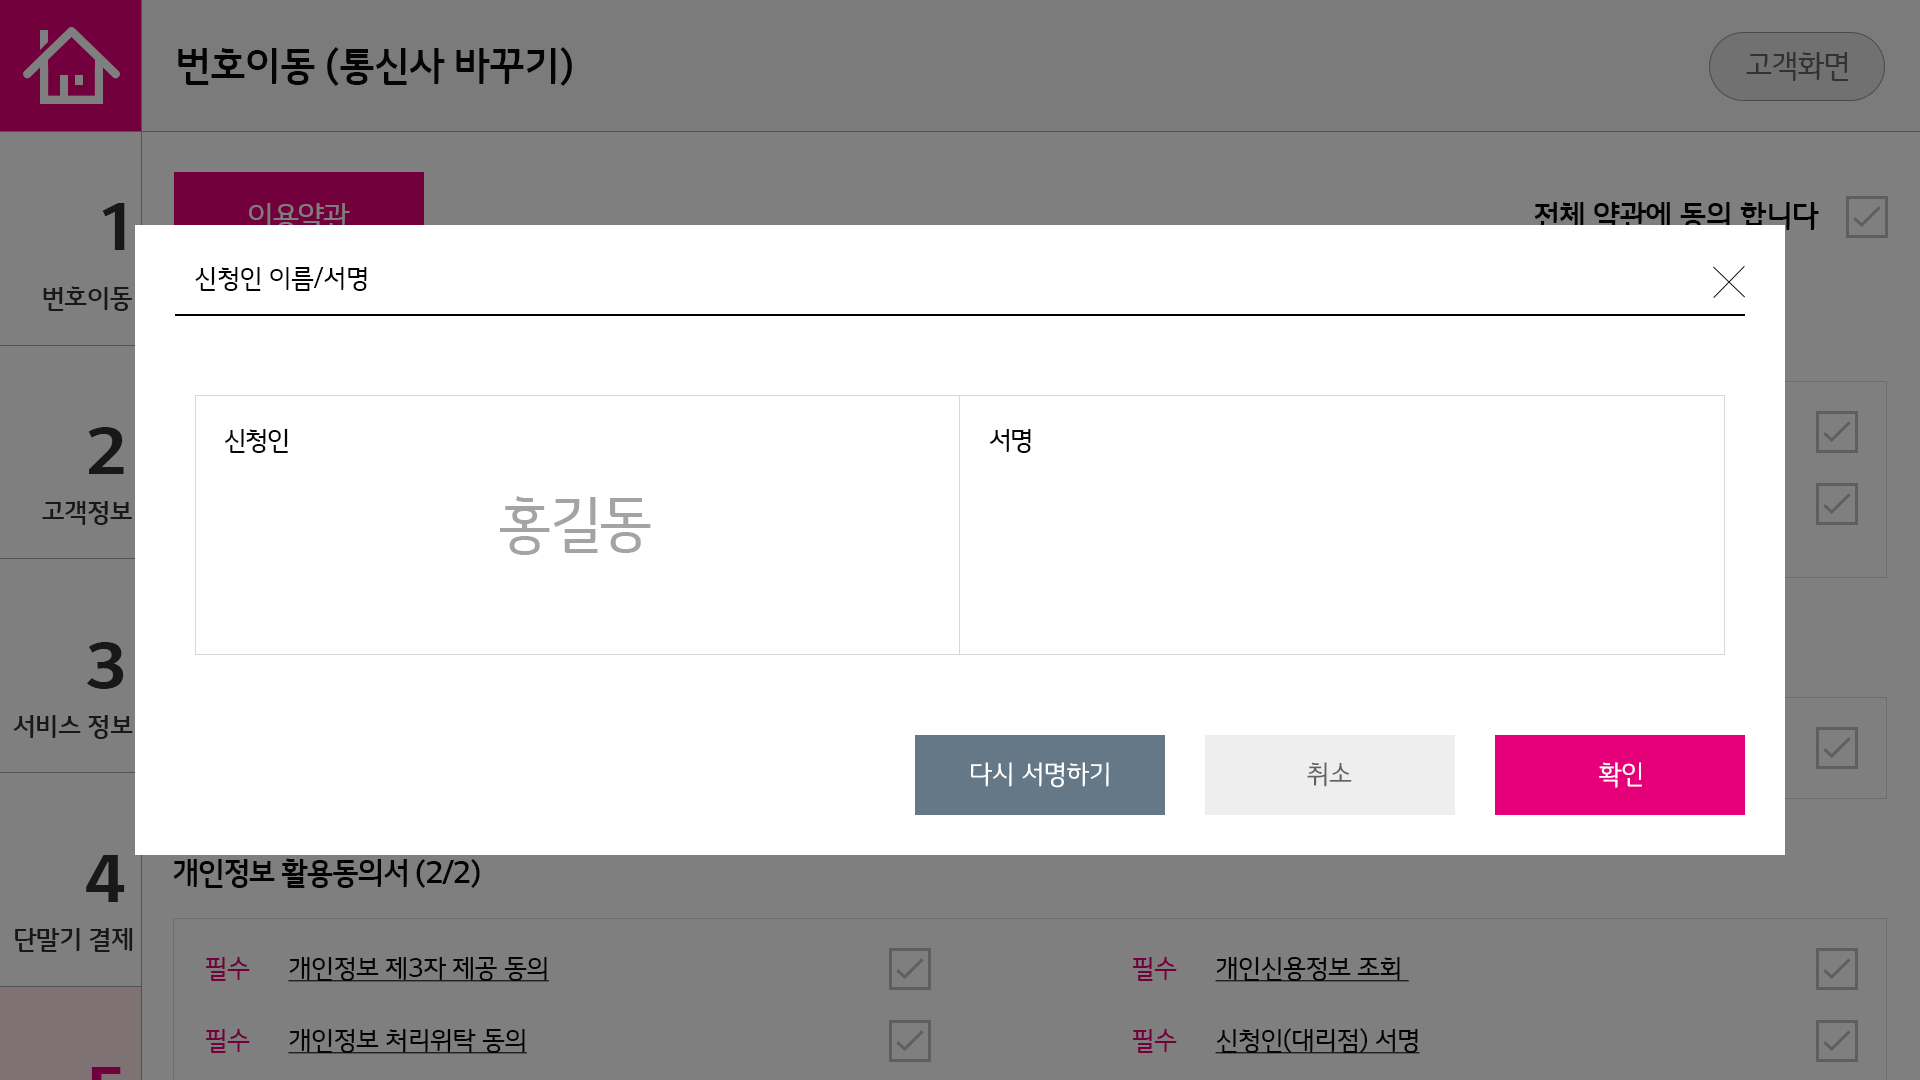 번호이동 (통신사 바꾸기)
고객화면
1
번호이동
2
고객정보
3
서비스 정보
4
단말기 결제
5
이용약관
전체 약관에 동의 합니다
신청인 이름/서명
신청인
홍길동
서명
다시 서명하기
취소
확인
개인정보 활용동의서 (2/2)
필수 개인정보 제3자 제공 동의
필수 개인신용정보 조회
필수 개인정보 처리위탁 동의
필수 신청인(대리점) 서명